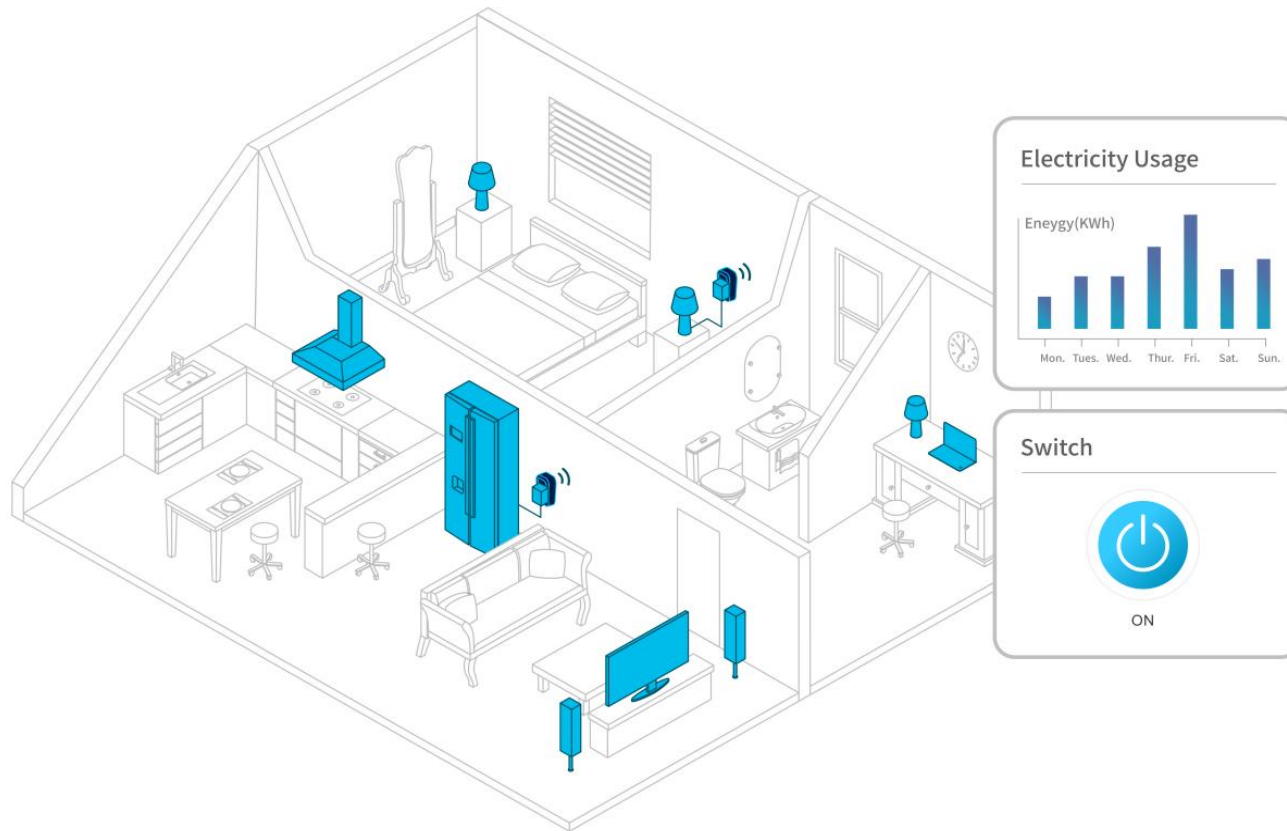 Electricity Usage
Eneygy(KWh)
Mon. Tues. Wed. Thur. Fri. Sat. Sun.
Switch
ON